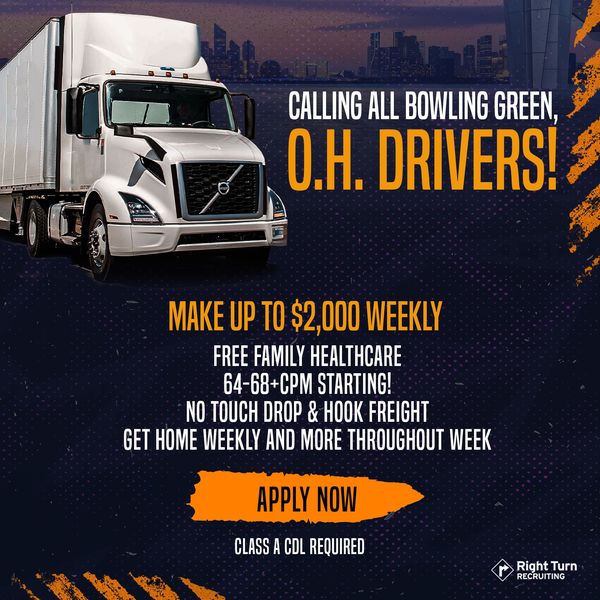 CALLING ALL BOWLING GREEN,
O.H. DRIVERS!
MAKE UP TO $2,000 WEEKLY
FREE FAMILY HEALTHCARE
64-68+CPM STARTING!
NO TOUCH DROP & HOOK FREIGHT
GET HOME WEEKLY AND MORE THROUGHOUT WEEK
APPLY NOW
CLASS A CDL REQUIRED
Right Turn
RECRUITING